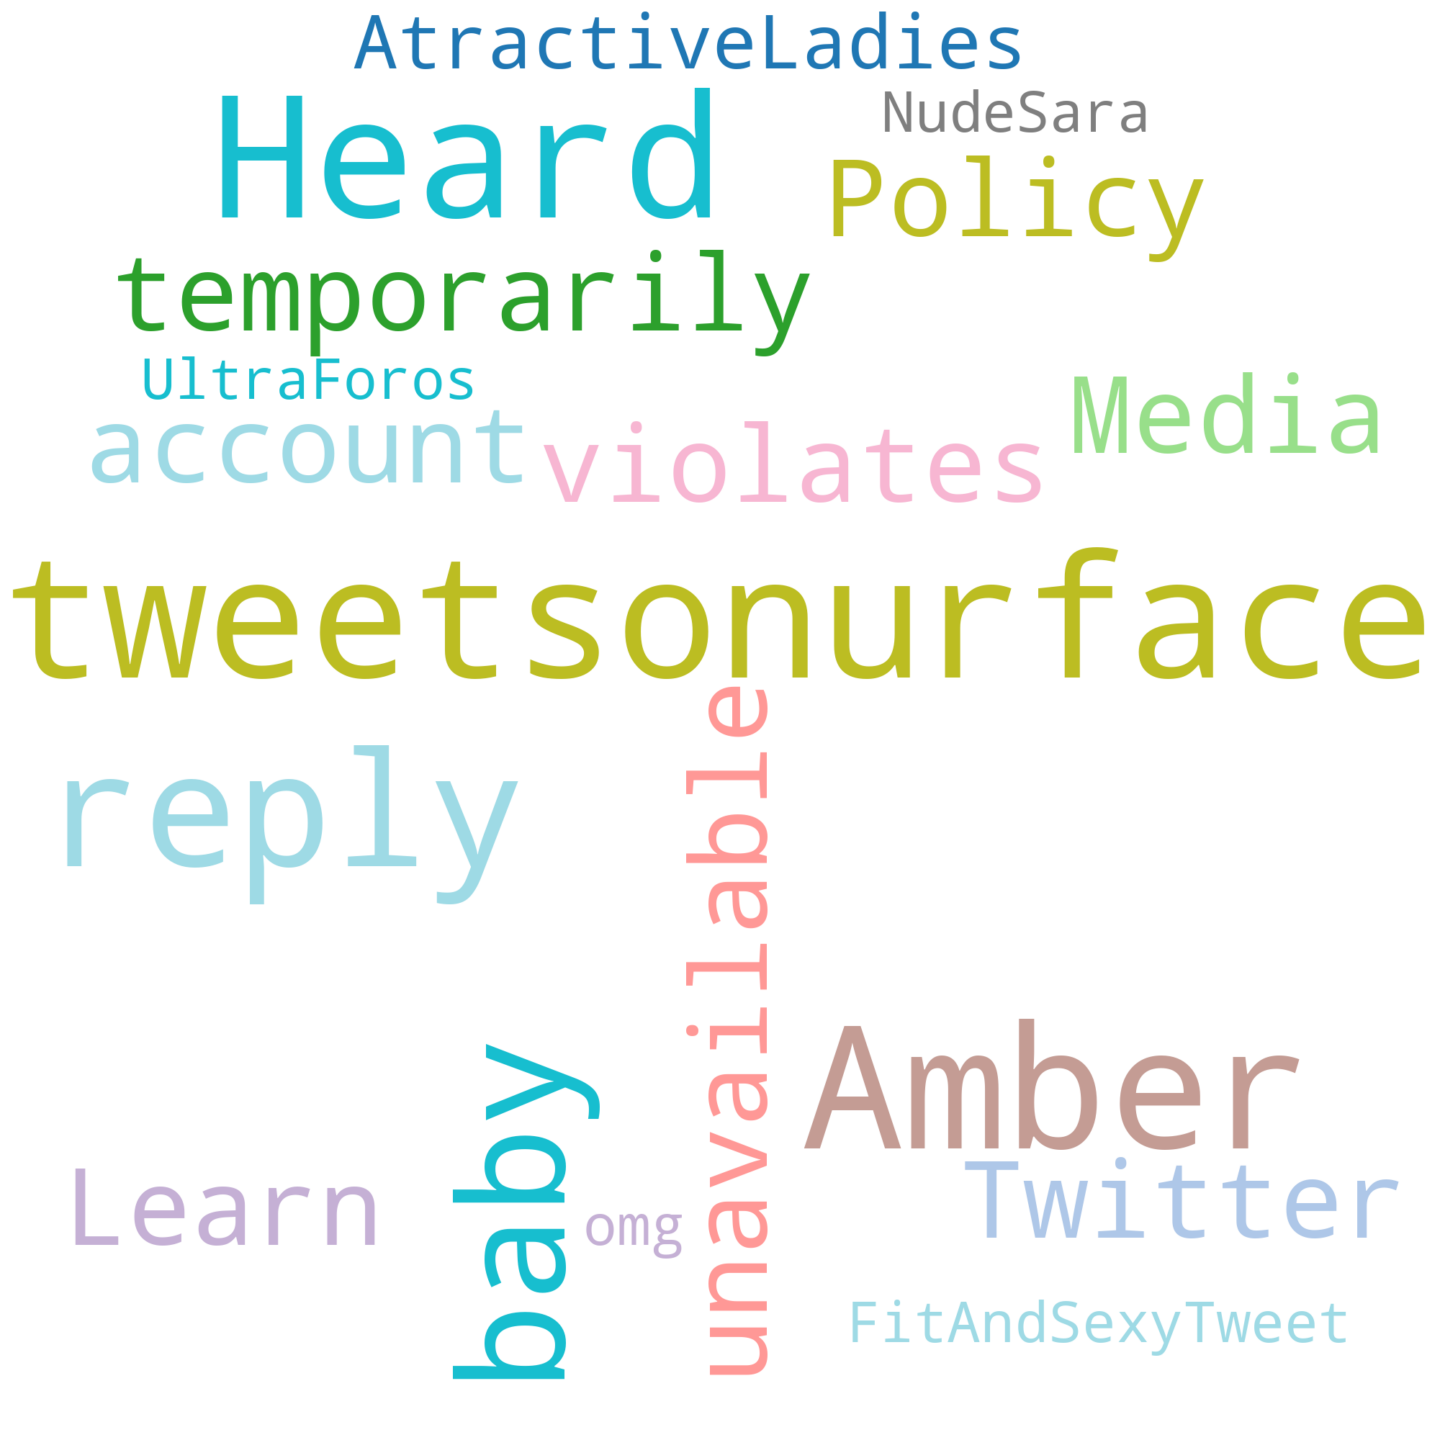 AtractiveLadies
Heard
NudeSara
Policy
temporarily
UltraForos
account
violates
Media
tweetsonurface
reply
unavailable
baby
Amber
Learn
omg
Twitter
FitAndSexyTweet